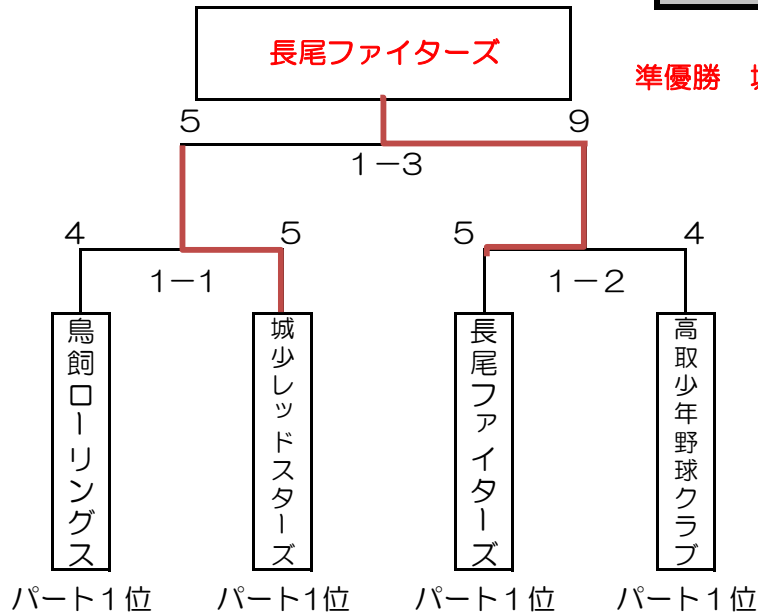 長尾ファイターズ
準優勝
5 9
1-3
4 5 5 4
1-1 1-2
鳥飼ローリングス
城少レッドスターズ
長尾ファイターズ
高取少年野球クラブ
パート1位 パート1位 パート1位 パート1位